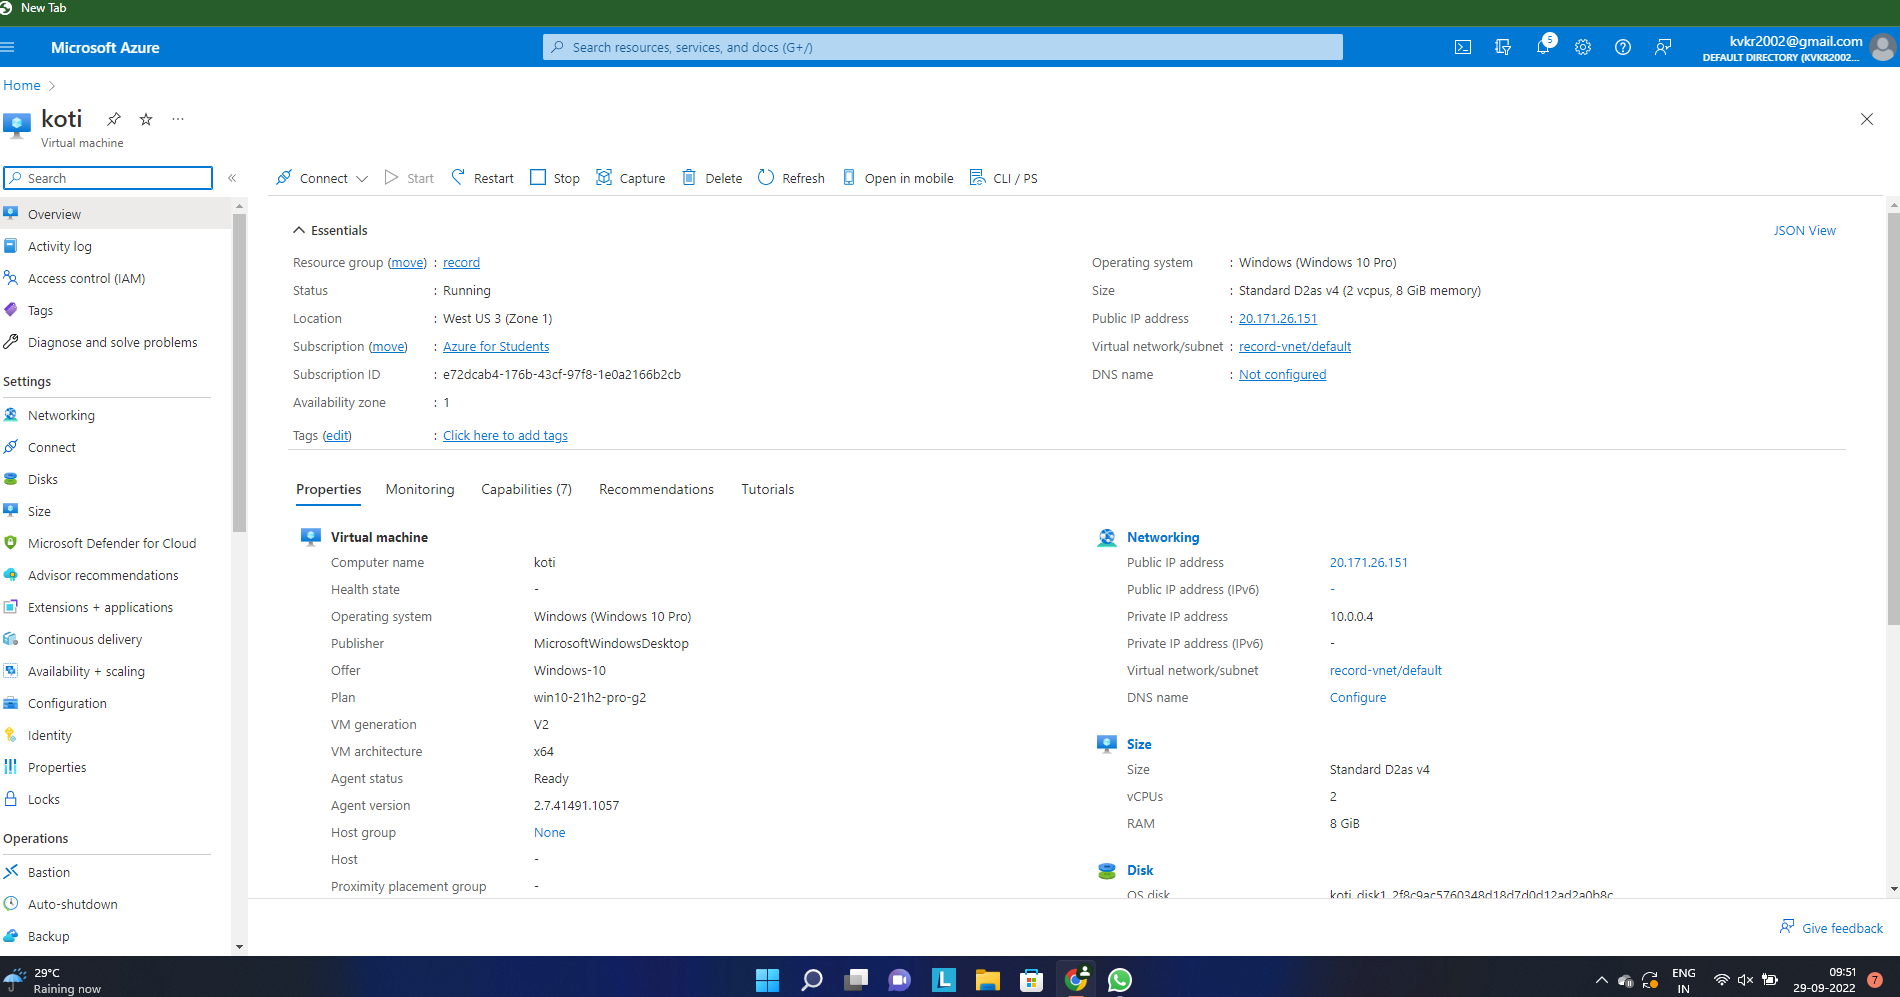 New Tab
Microsoft Azure
Search resources, services, and docs (G+/)
5
kvkr2002@gmail.com
DEFAULT DIRECTORY (KVKR2002...
Home
koti
...
Virtual machine
Search
«
Connect
Start
Restart
Stop
Capture
Delete
Refresh
Open in mobile
CLI / PS
Overview
Activity log
Access control (IAM)
Tags
Diagnose and solve problems
Settings
Networking
Connect
Disks
Size
Microsoft Defender for Cloud
Advisor recommendations
Extensions + applications
Continuous delivery
Availability + scaling
Configuration
Identity
Properties
Locks
Operations
Bastion
Auto-shutdown
Backup
Essentials
JSON View
Resource group (move) : record
Status : Running
Location : West US 3 (Zone 1)
Subscription (move) : Azure for Students
Subscription ID : e72dcab4-176b-43cf-97f8-1e0a2166b2cb
Availability zone : 1
Tags (edit) : Click here to add tags
Operating system : Windows (Windows 10 Pro)
Size : Standard D2as v4 (2 vcpus, 8 GiB memory)
Public IP address : 20.171.26.151
Virtual network/subnet : record-vnet/default
DNS name : Not configured
Properties Monitoring Capabilities (7) Recommendations Tutorials
Virtual machine
Computer name koti
Health state -
Operating system Windows (Windows 10 Pro)
Publisher MicrosoftWindowsDesktop
Offer Windows-10
Plan win10-21h2-pro-g2
VM generation V2
VM architecture x64
Agent status Ready
Agent version 2.7.41491.1057
Host group None
Host -
Proximity placement group -
Networking
Public IP address 20.171.26.151
Public IP address (IPv6) -
Private IP address 10.0.0.4
Private IP address (IPv6) -
Virtual network/subnet record-vnet/default
DNS name Configure
Size
Size Standard D2as v4
vCPUs 2
RAM 8 GiB
Disk
OS disk koti_disk1_2f8c9ac5760348d18d7d0d12ad2a0b8c
Give feedback
29°C
Raining now
L
ENG
IN
09:51
29-09-2022
7